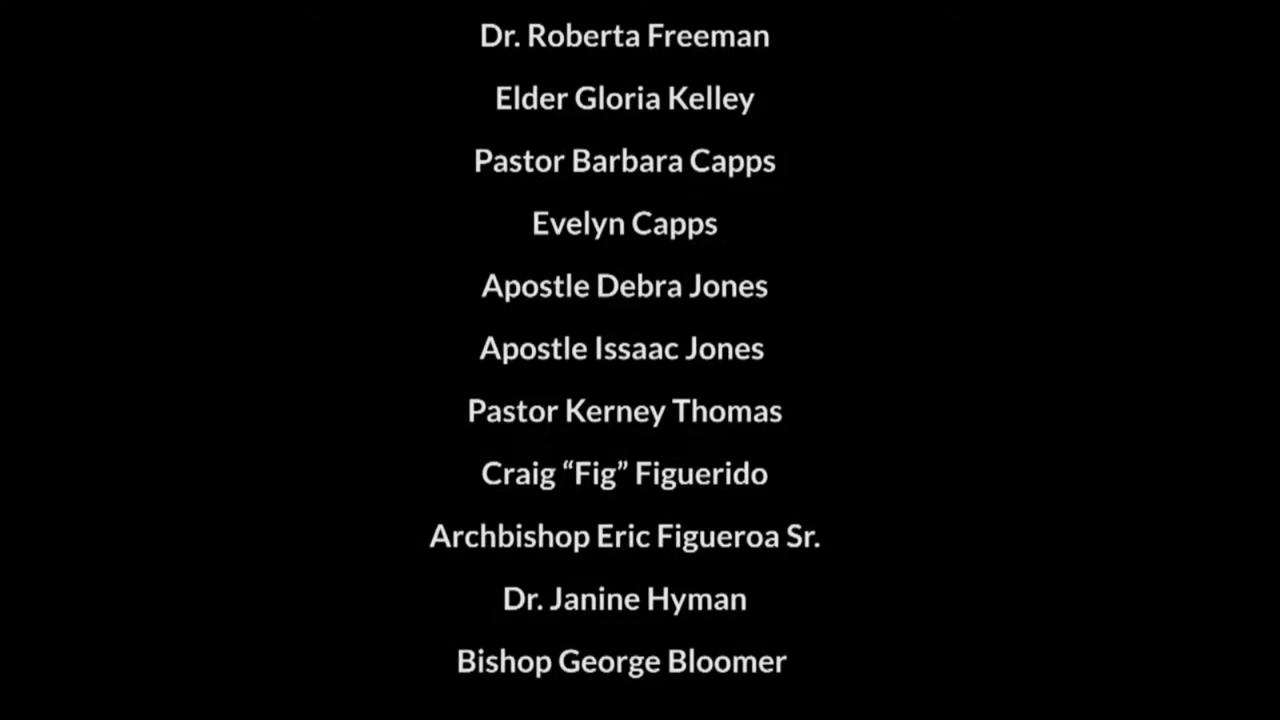 Dr. Roberta Freeman
Elder Gloria Kelley
Pastor Barbara Capps
Evelyn Capps
Apostle Debra Jones
Apostle Issaac Jones
Pastor Kerney Thomas
Craig “Fig” Figuerido
Archbishop Eric Figueroa Sr.
Dr. Janine Hyman
Bishop George Bloomer